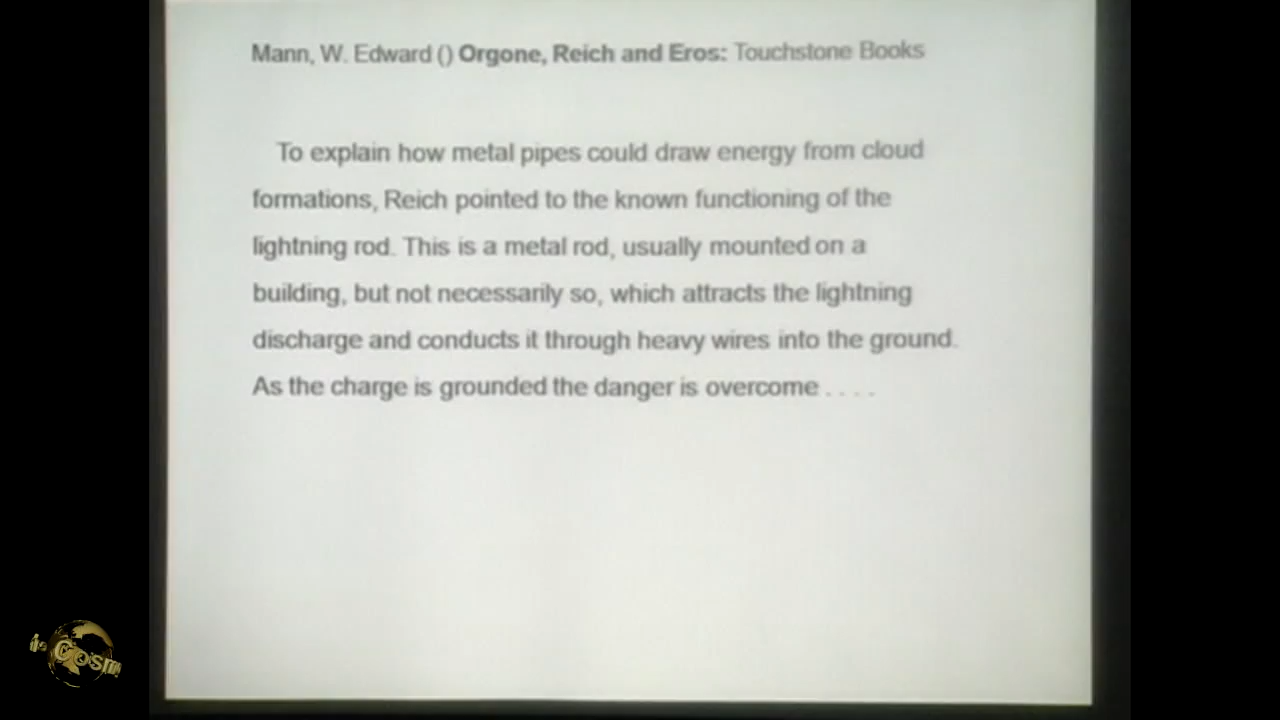 Mann, W. Edward () Orgone, Reich and Eros: Touchstone Books
To explain how metal pipes could draw energy from cloud
formations, Reich pointed to the known functioning of the
lightning rod. This is a metal rod, usually mounted on a
building, but not necessarily so, which attracts the lightning
discharge and conducts it through heavy wires into the ground.
As the charge is grounded the danger is overcome . . . .